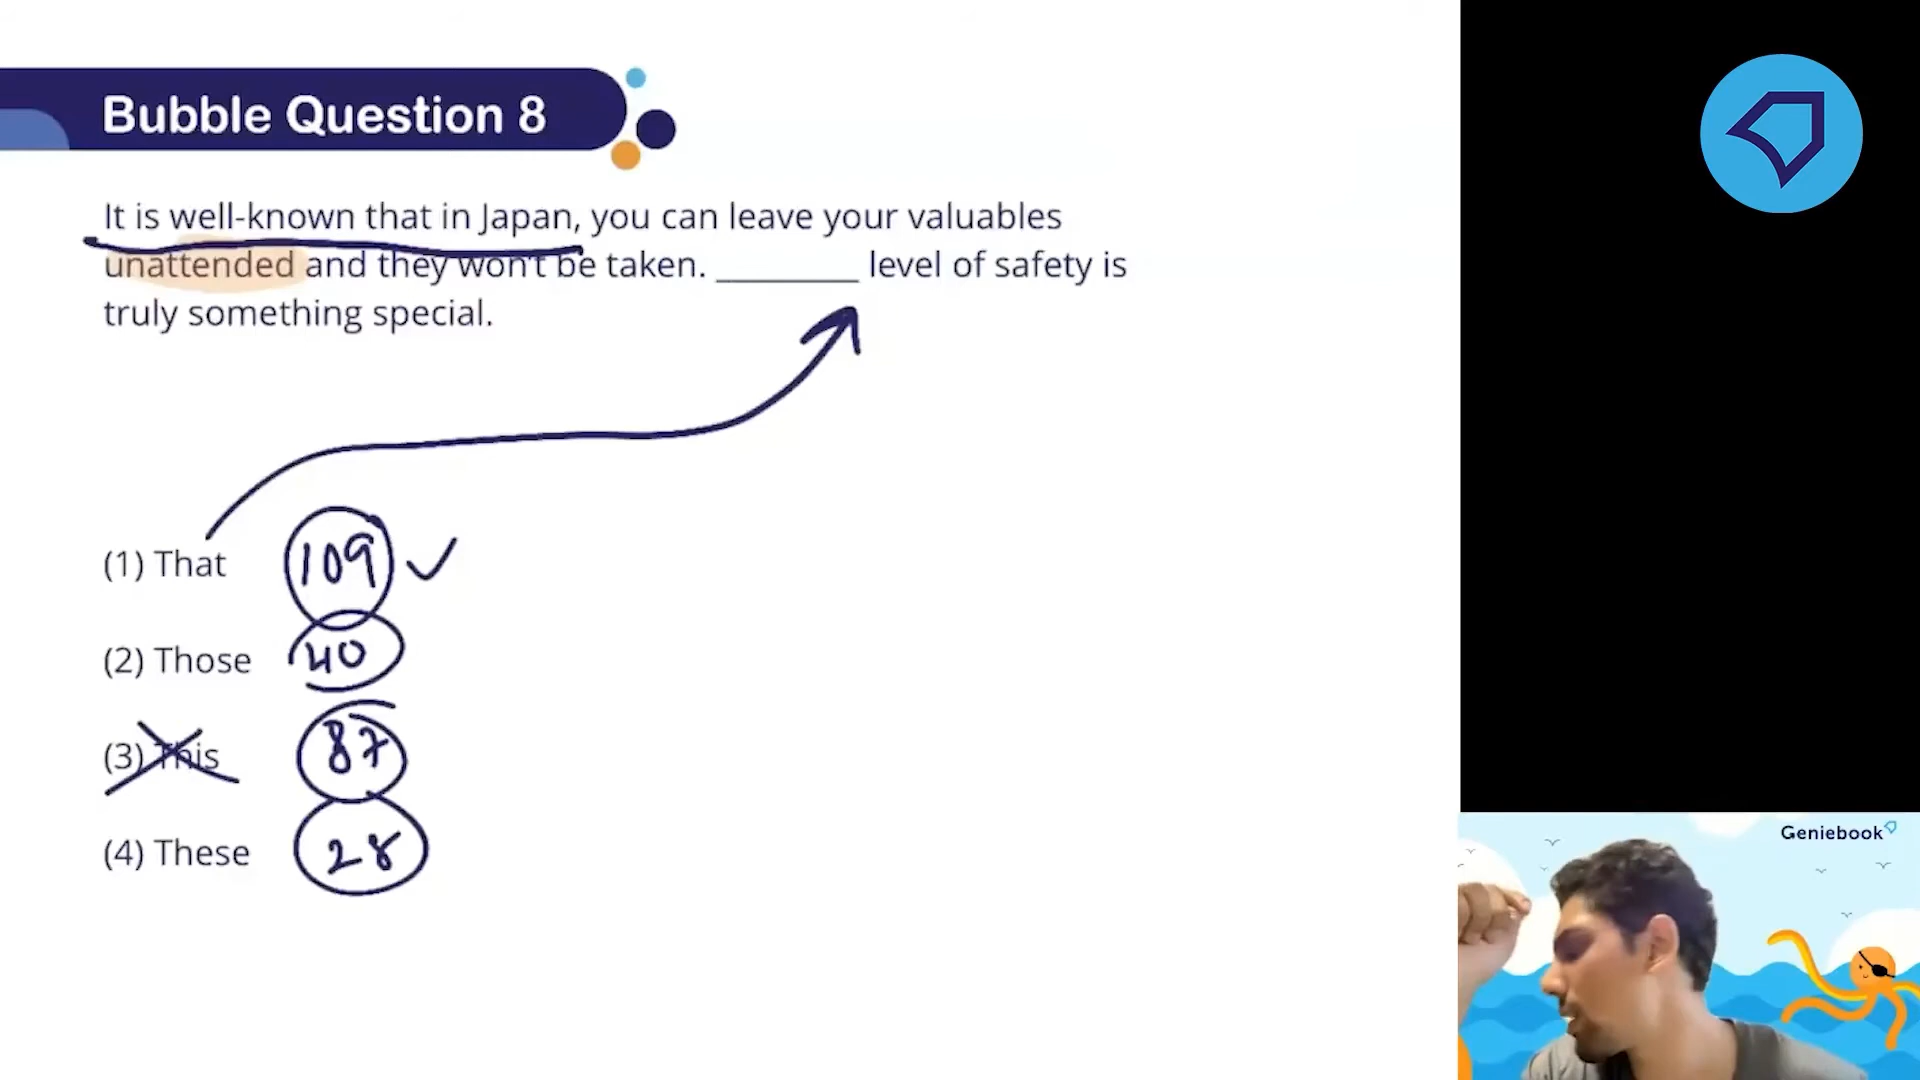 Bubble Question 8
It is well-known that in Japan, you can leave your valuables
unattended and they won't be taken. ________ level of safety is
truly something special.
(1) That 109
(2) Those 40
(3) This 87
(4) These 28
Geniebook